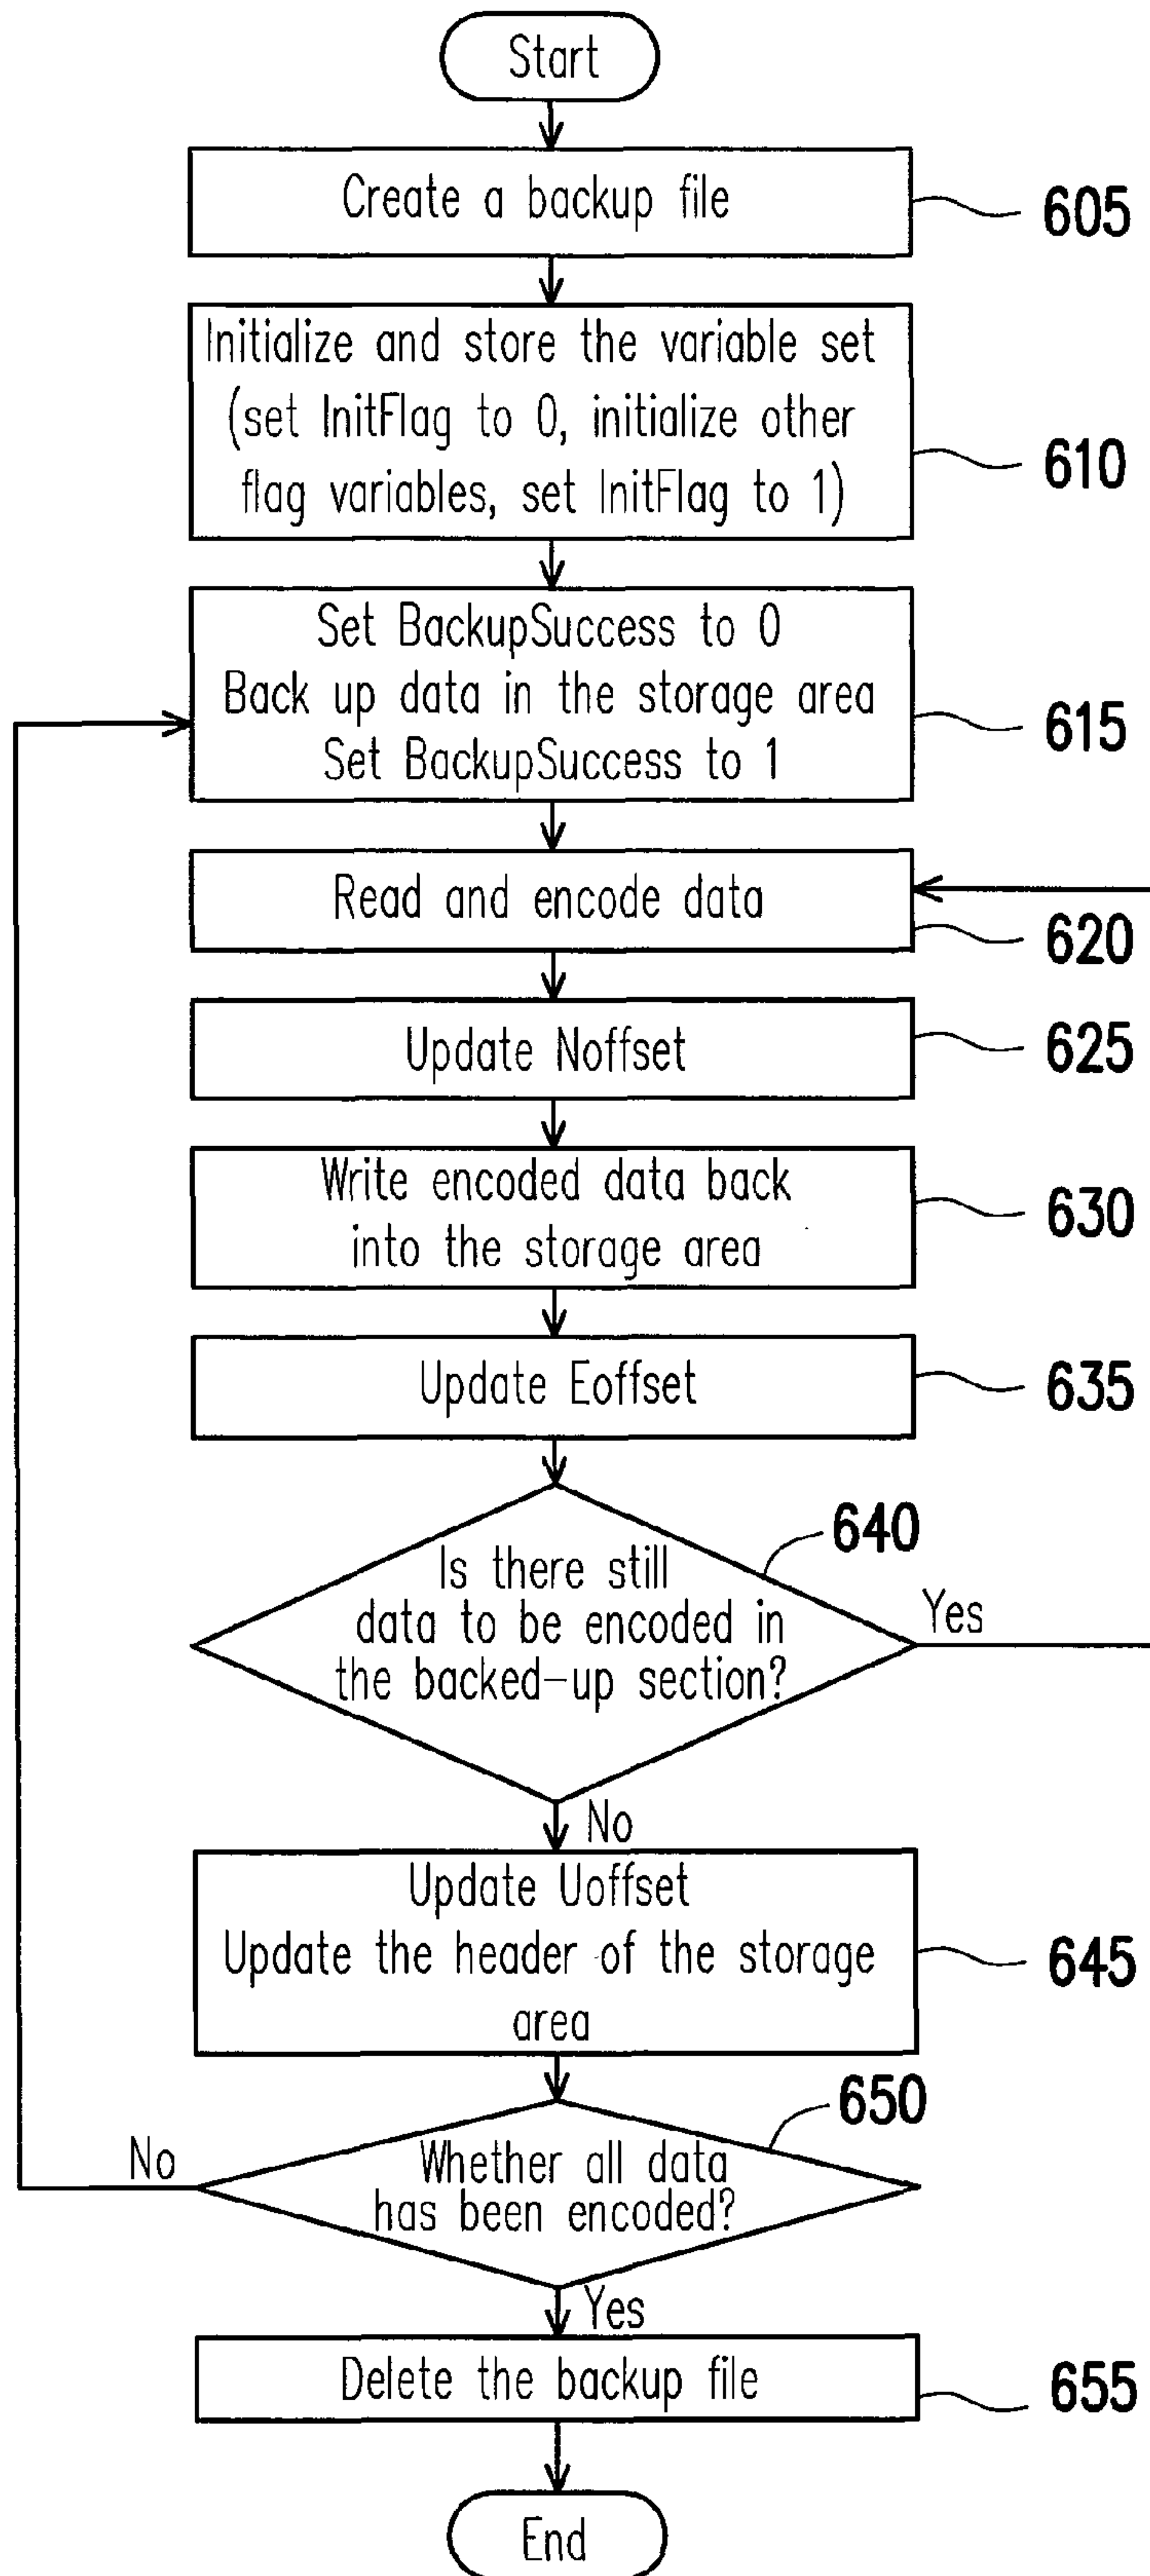 Start
Create a backup file
605
Initialize and store the variable set
(set InitFlag to 0, initialize other
flag variables, set InitFlag to 1)
610
Set BackupSuccess to 0
Back up data in the storage area
Set BackupSuccess to 1
615
Read and encode data
620
Update Noffset
625
Write encoded data back
into the storage area
630
Update Eoffset
635
640
Is there still
data to be encoded in
the backed-up section?
Yes
No
Update Uoffset
Update the header of the storage
area
645
650
Whether all data
has been encoded?
No
Yes
Delete the backup file
655
End